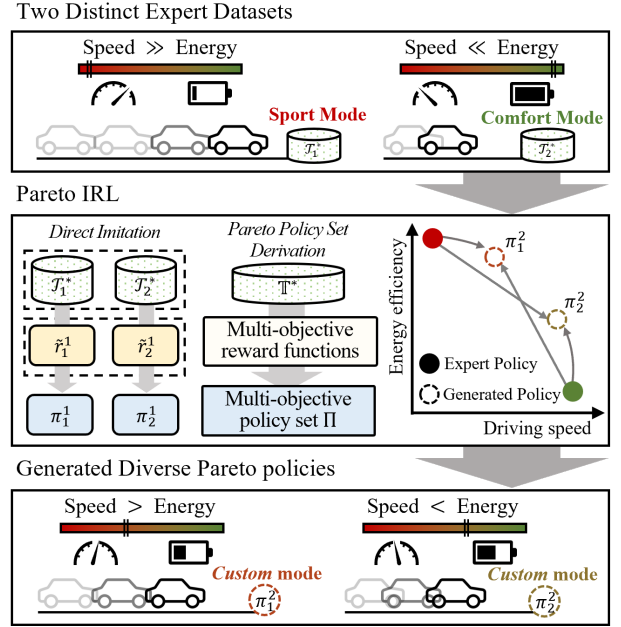 Two Distinct Expert Datasets
Speed ≫ Energy
Speed ≪ Energy
Sport Mode
Comfort Mode
𝒯₁*
𝒯₂*
Pareto IRL
Direct Imitation
Pareto Policy Set
Derivation
𝒯₁*
𝒯₂*
𝕋*
r̃₁¹
r̃₂¹
Multi-objective
reward functions
π₁¹
π₂¹
Multi-objective
policy set Π
Energy efficiency
π₁²
π₂²
Expert Policy
Generated Policy
Driving speed
Generated Diverse Pareto policies
Speed > Energy
Speed < Energy
Custom mode
π₁²
Custom mode
π₂²